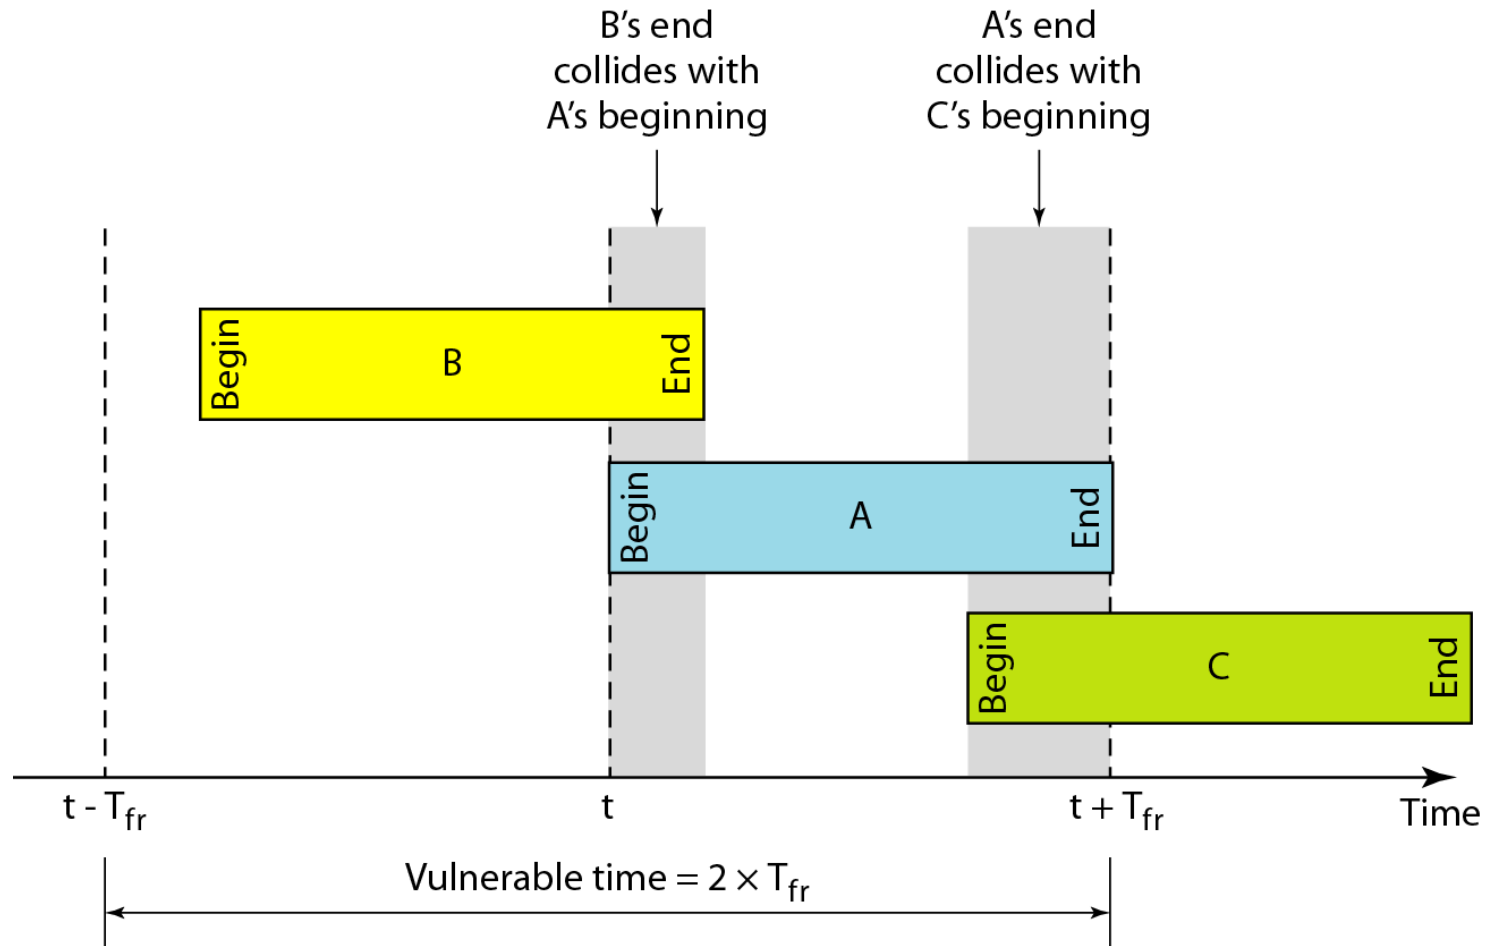 B's end
collides with
A's beginning
A's end
collides with
C's beginning
Begin
B
End
Begin
A
End
Begin
C
End
t - Tfr
t
t + Tfr
Time
Vulnerable time = 2 × Tfr